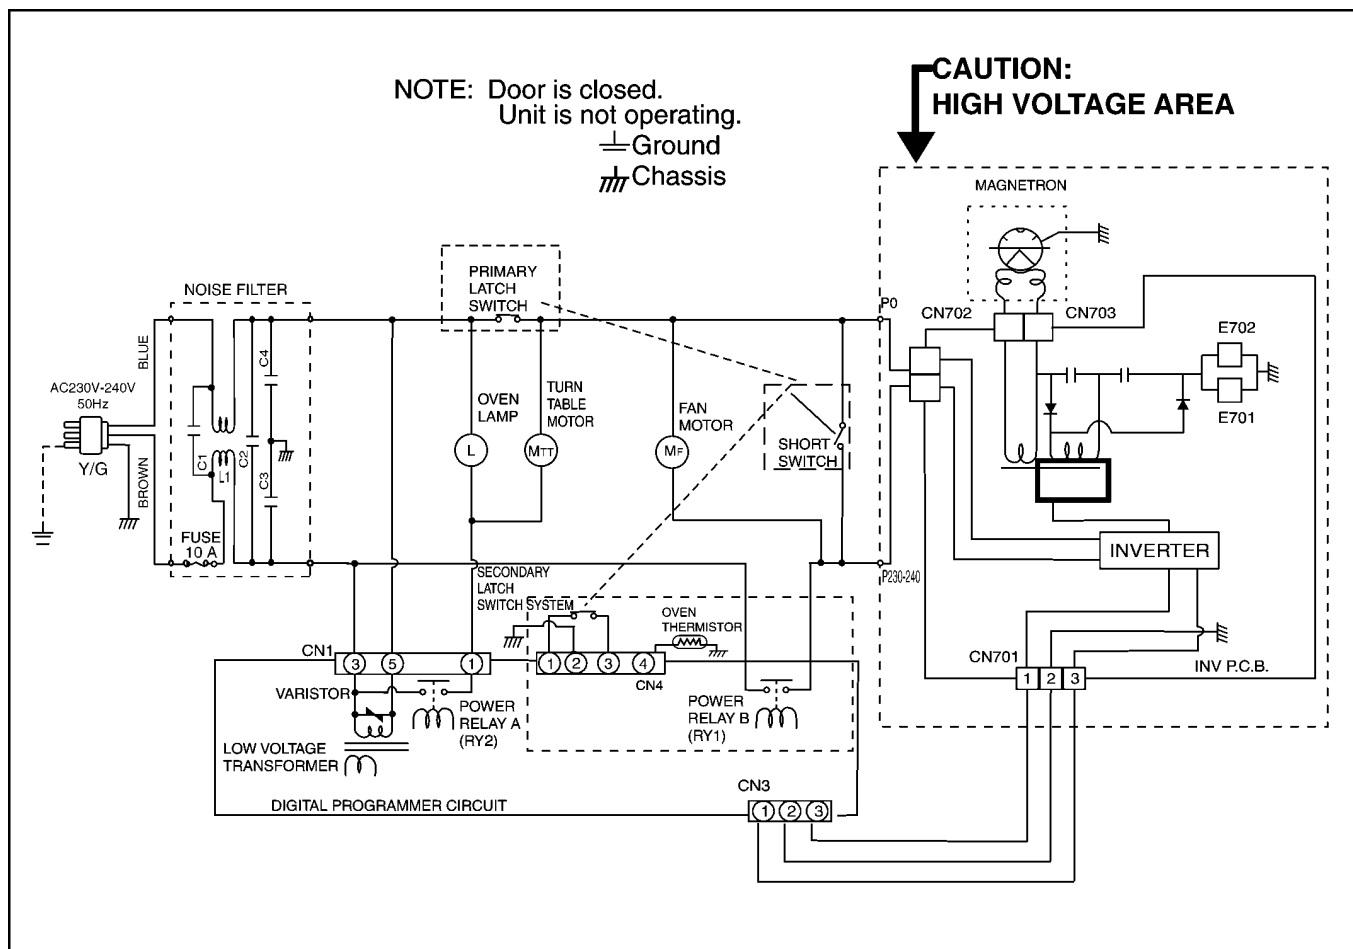 NOTE: Door is closed.
Unit is not operating.
Ground
Chassis
CAUTION:
HIGH VOLTAGE AREA
MAGNETRON
PRIMARY
LATCH
SWITCH
NOISE FILTER
P0
CN702
CN703
E702
E701
BLUE
C4
AC230V-240V
50Hz
Y/G
BROWN
C1
L1
C2
C3
FUSE
10 A
OVEN
LAMP
L
TURN
TABLE
MOTOR
MTT
FAN
MOTOR
MF
SHORT
SWITCH
INVERTER
P230-240
SECONDARY
LATCH
SWITCH SYSTEM
OVEN
THERMISTOR
CN1
3 5 1
1 2 3 4
CN4
CN701
1 2 3
INV P.C.B.
VARISTOR
POWER
RELAY A
(RY2)
POWER
RELAY B
(RY1)
LOW VOLTAGE
TRANSFORMER
CN3
1 2 3
DIGITAL PROGRAMMER CIRCUIT